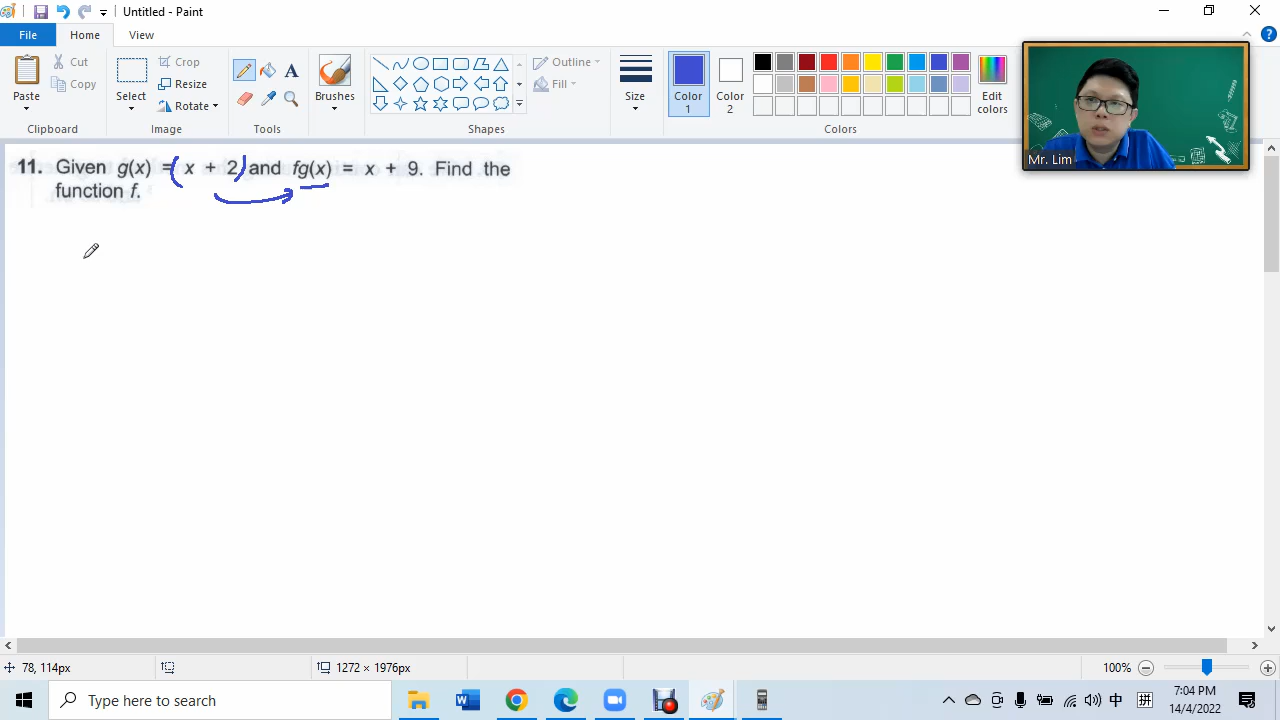 Untitled - Paint
File Home View
Paste
Cut
Copy
Clipboard
Select
Crop
Resize
Rotate
Image
A
Tools
Brushes
Outline
Fill
Shapes
Size
Color 1
Color 2
Edit colors
Colors
Mr. Lim
11. Given g(x) = (x + 2) and fg(x) = x + 9. Find the
function f.
78, 114px
1272 × 1976px
100%
Type here to search
中
拼
7:04 PM
14/4/2022